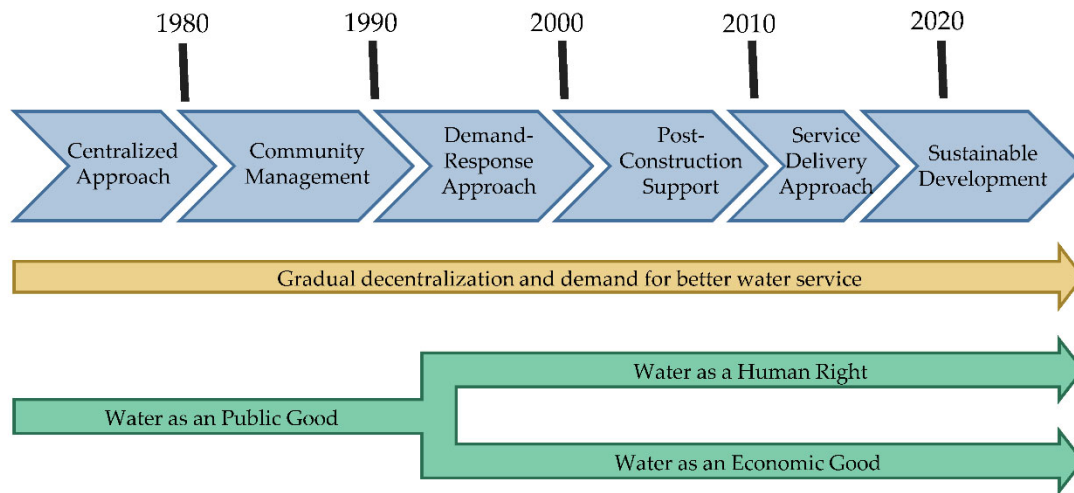 1980
1990
2000
2010
2020
Centralized
Approach
Community
Management
Demand-
Response
Approach
Post-
Construction
Support
Service
Delivery
Approach
Sustainable
Development
Gradual decentralization and demand for better water service
Water as a Human Right
Water as an Public Good
Water as an Economic Good